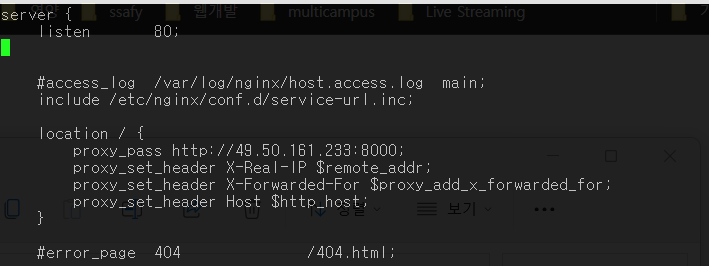 ssafy 웹개발 multicampus Live Streaming
server {
    listen       80;

    #access_log  /var/log/nginx/host.access.log  main;
    include /etc/nginx/conf.d/service-url.inc;

    location / {
        proxy_pass http://49.50.161.233:8000;
        proxy_set_header X-Real-IP $remote_addr;
        proxy_set_header X-Forwarded-For $proxy_add_x_forwarded_for;
        proxy_set_header Host $http_host;
    }
보기
    #error_page  404              /404.html;